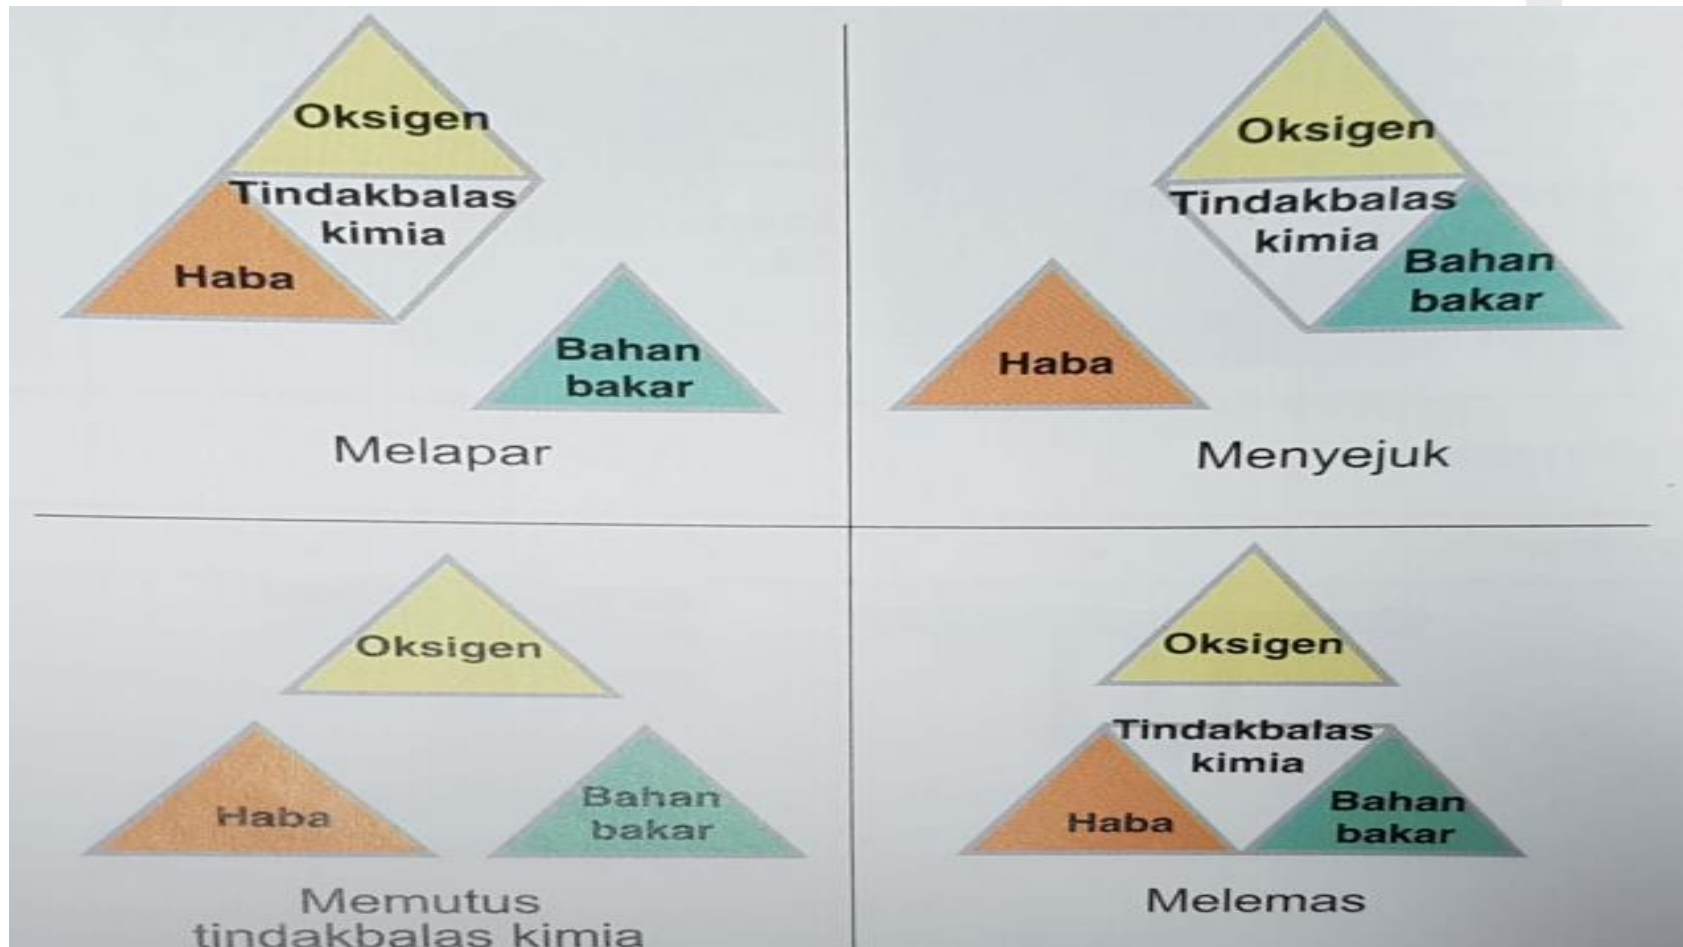 Oksigen
Tindakbalas
kimia
Haba
Bahan
bakar
Melapar
Oksigen
Tindakbalas
kimia
Bahan
bakar
Haba
Menyejuk
Oksigen
Haba
Bahan
bakar
Memutus
tindakbalas kimia
Oksigen
Tindakbalas
kimia
Haba
Bahan
bakar
Melemas